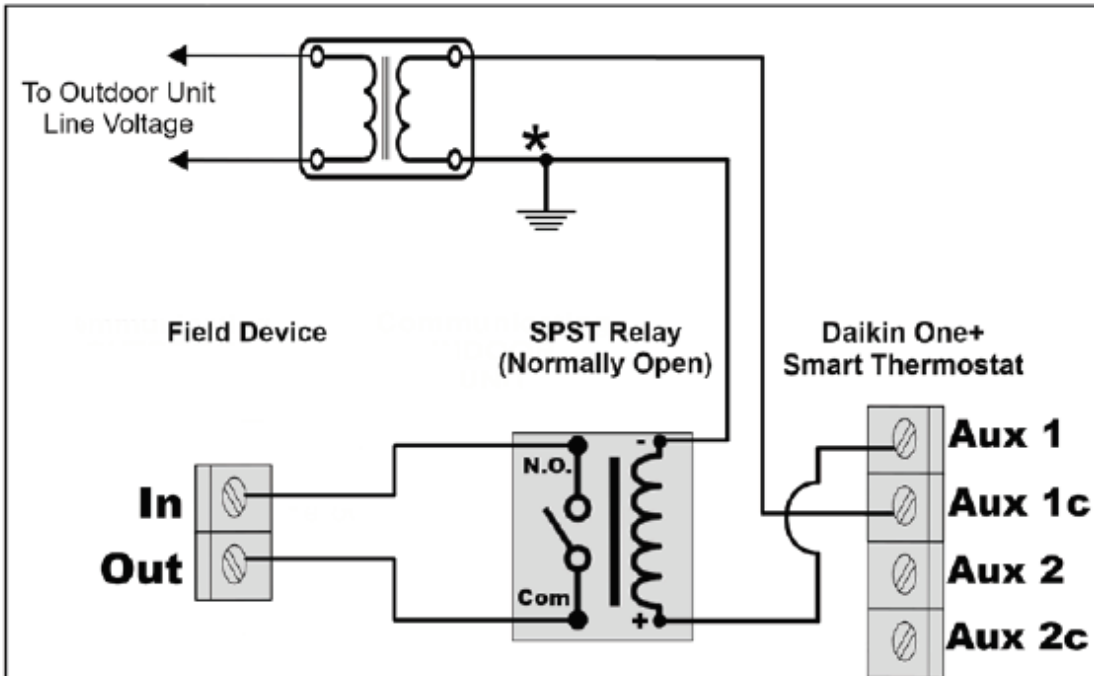 To Outdoor Unit
Line Voltage
*
Field Device
SPST Relay
(Normally Open)
Daikin One+
Smart Thermostat
In
Out
N.O.
Com
-
+
Aux 1
Aux 1c
Aux 2
Aux 2c